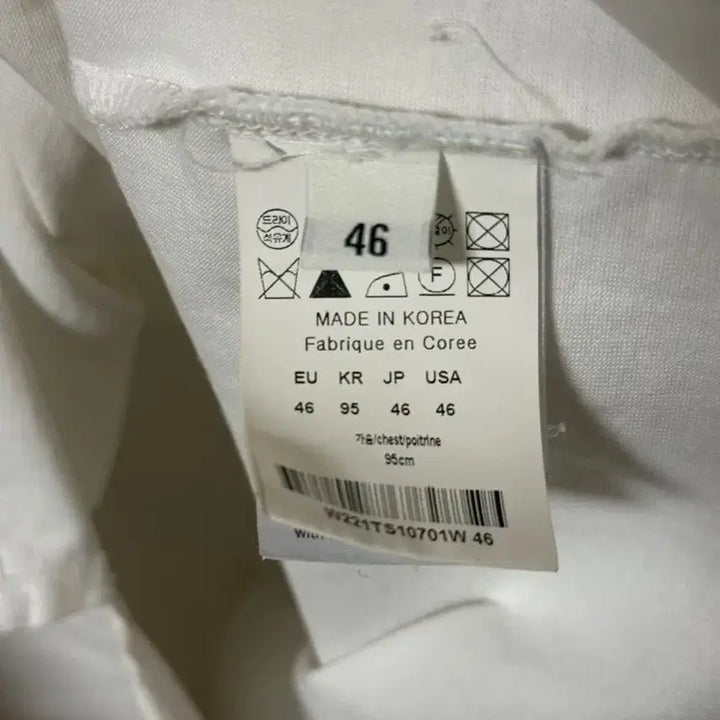 드라이
석유계
46
F
MADE IN KOREA
Fabrique en Coree
EU KR JP USA
46 95 46 46
가슴/chest/poitrine
95cm
W221TS10701W 46
with